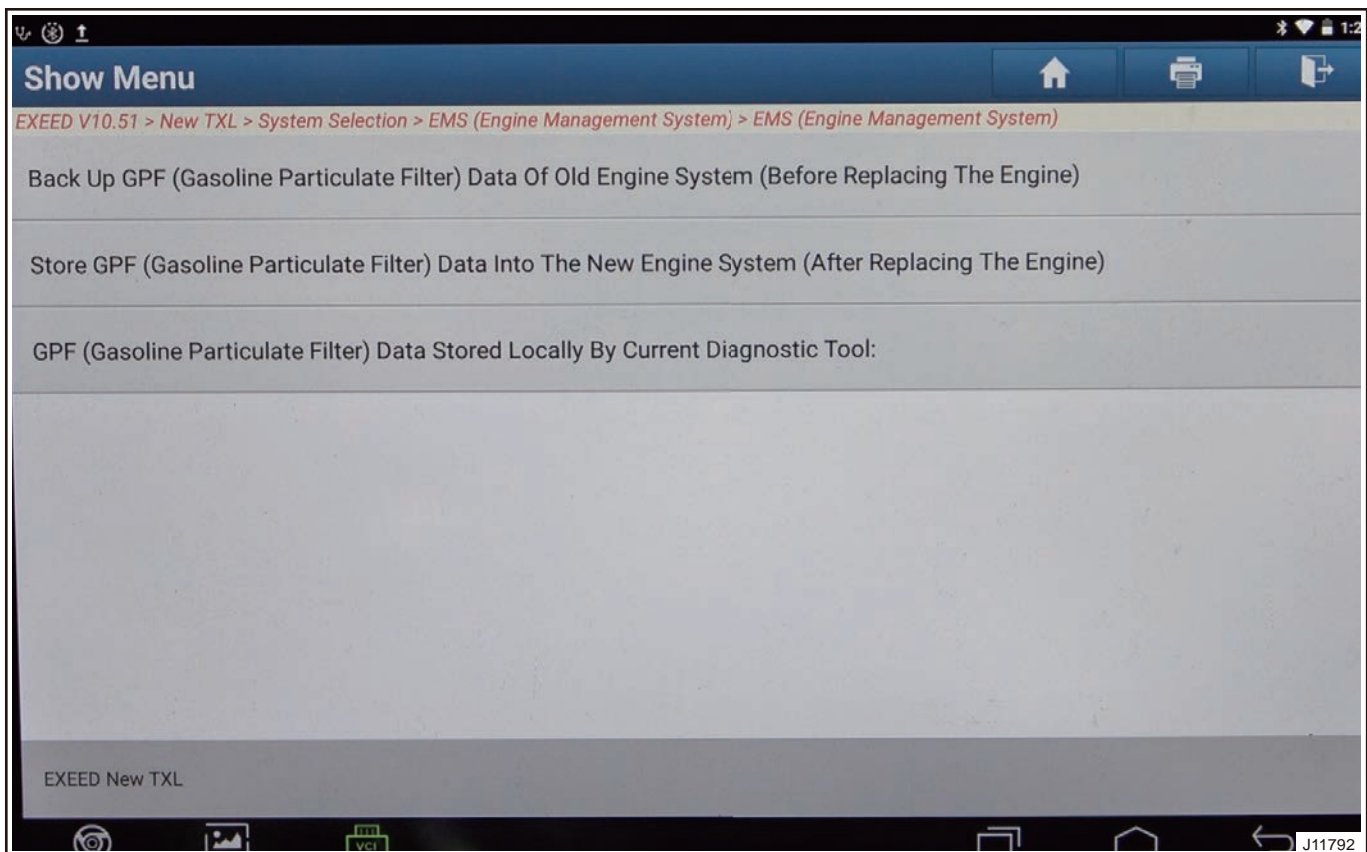 1:2
Show Menu
EXEED V10.51 > New TXL > System Selection > EMS (Engine Management System) > EMS (Engine Management System)
Back Up GPF (Gasoline Particulate Filter) Data Of Old Engine System (Before Replacing The Engine)
Store GPF (Gasoline Particulate Filter) Data Into The New Engine System (After Replacing The Engine)
GPF (Gasoline Particulate Filter) Data Stored Locally By Current Diagnostic Tool:
EXEED New TXL
VCI
J11792